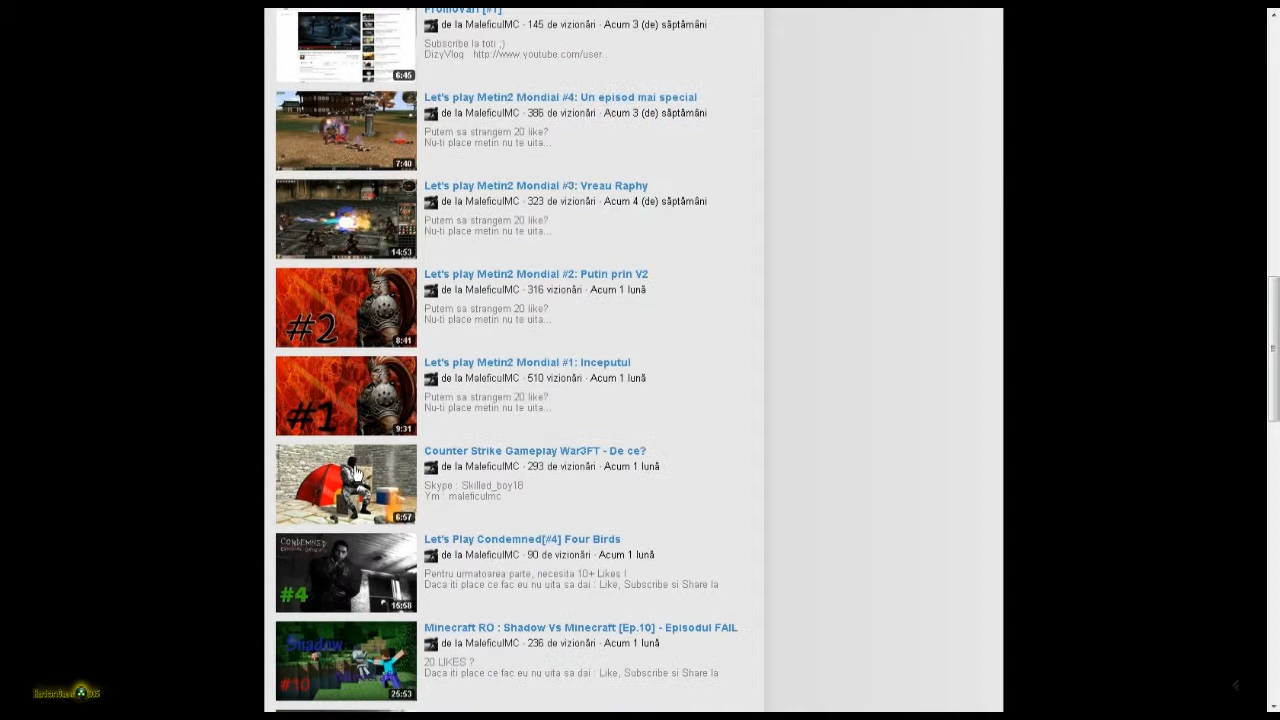 Promovari [#1]
de la MaleficulMC · 145 de vizionări · Acum 3 (de) săptămâni
Subscribe la toti ;)
6:45
Let's play Metin2 Mondial #4: Un episod mai special
de la MaleficulMC · 386 de vizionări · Acum 3 (de) săptămâni
Putem sa strangem 20 like?
Nu-ti place metin nu te uita...
7:40
Let's play Metin2 Mondial #3: Vreau Raphy
de la MaleficulMC · 323 de vizionări · Acum 4 (de) săptămâni
Putem sa strangem 20 like?
Nu-ti place metin nu te uita...
14:53
Let's play Metin2 Mondial #2: Putin prin V2
de la MaleficulMC · 316 vizionări · Acum 1 lună
Putem sa strangem 20 like?
Nu-ti place metin nu te uita...
#2
8:41
Let's play Metin2 Mondial #1: Inceputul
de la MaleficulMC · 510 vizionări · Acum 1 lună
Putem sa strangem 20 like?
Nu-ti place metin nu te uita...
#1
9:31
Counter Strike Gameplay War3FT - De ce?
de la MaleficulMC · 293 vizionări · Acum 1 lună
Skype : Skilled_boy18
Ym : maleficulmc
6:57
Let's Play Condemned[#4] Four Birds
de la MaleficulMC · 90 de vizionări · Acum 1 lună
Pentru urmatoarea parte, necesita 10+ Likes !
Daca iti place ce fac eu nu uita sa dai : Like, Subscribe si Share la
CONDEMNED
#4
Minecraft RO : Shadow Vs Minecraft [Ep.10] - Episodul FAIL
de la MaleficulMC · 236 vizionări · Acum 1 lună
20 LIKES ?
Daca iti place ce fac eu nu uita sa dai : Like, Subscribe si Share la
Shadow
#10
25:53